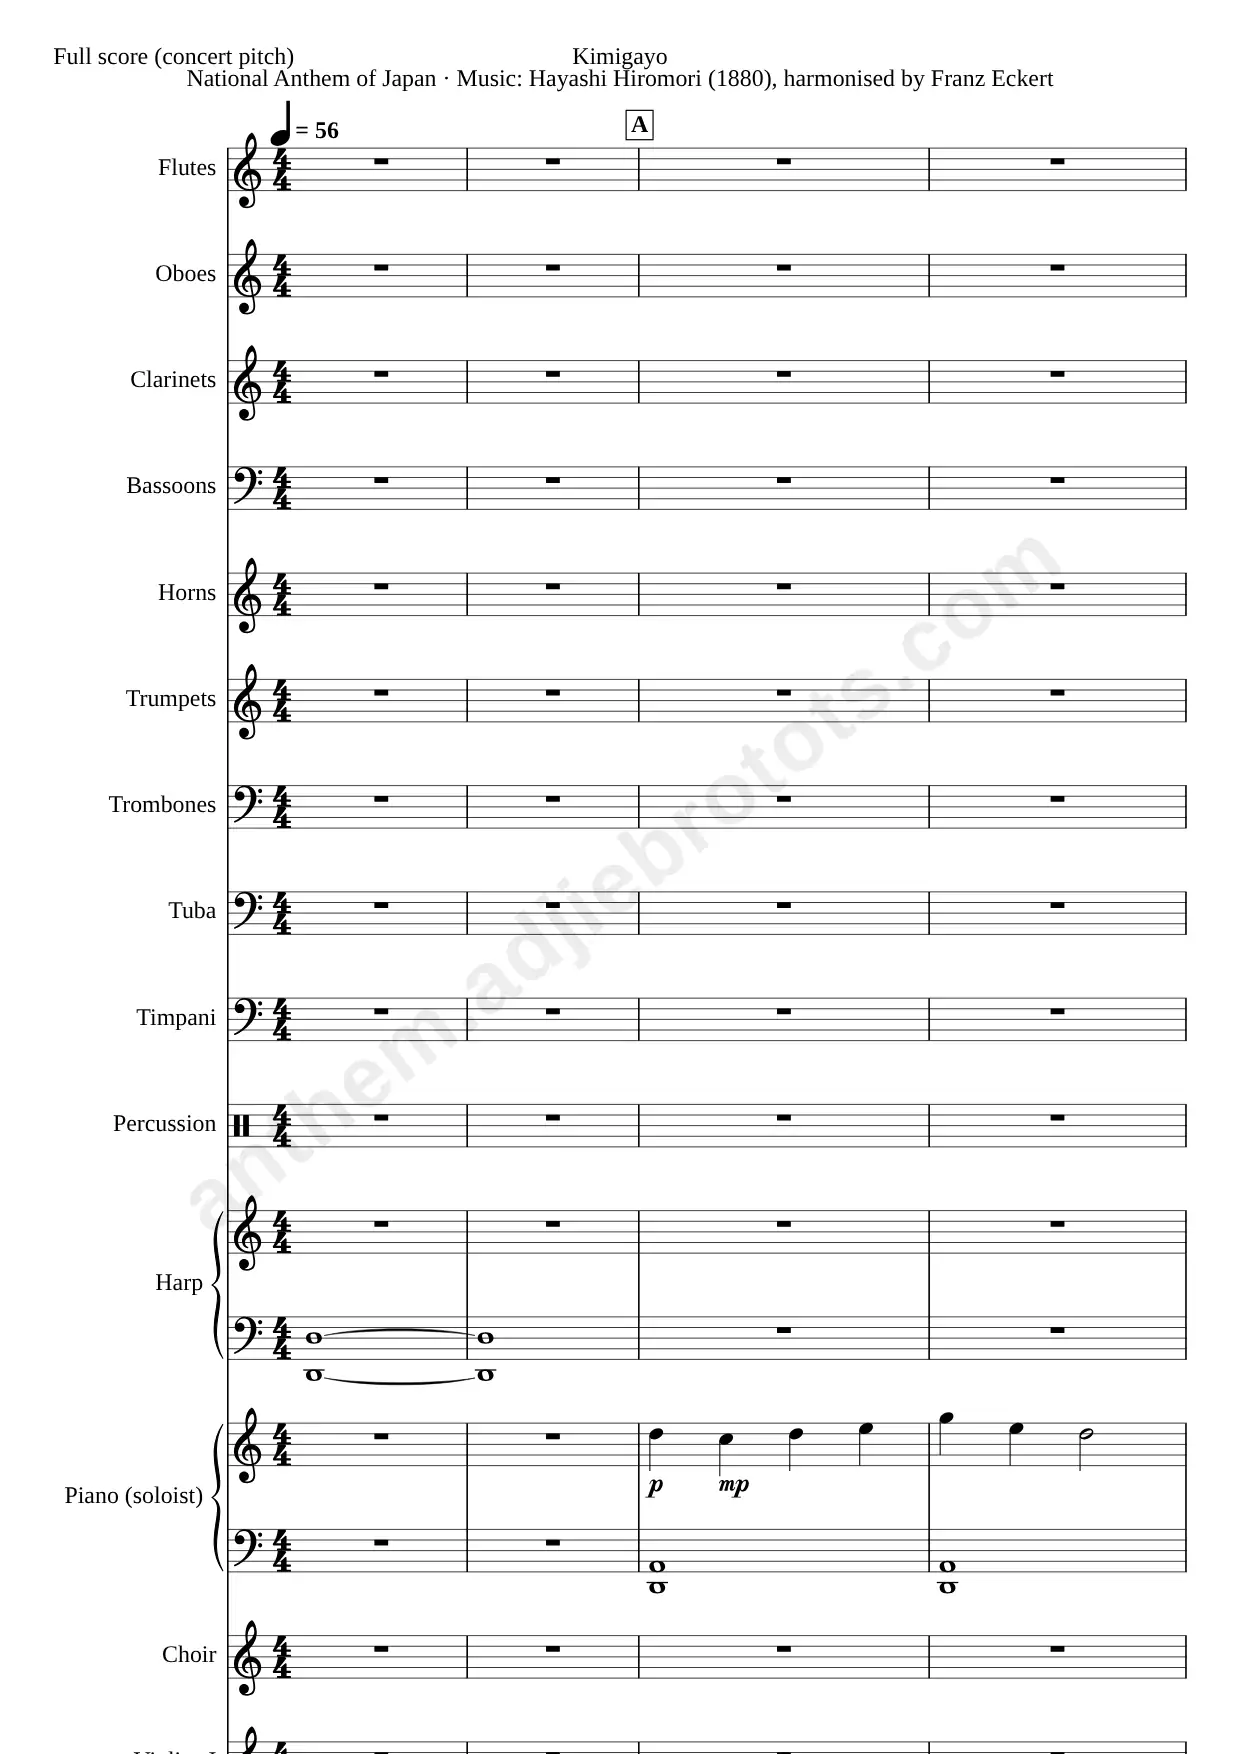 Full score (concert pitch)
Kimigayo
National Anthem of Japan · Music: Hayashi Hiromori (1880), harmonised by Franz Eckert
= 56
A
Flutes
Oboes
Clarinets
Bassoons
Horns
Trumpets
Trombones
Tuba
Timpani
Percussion
Harp
Piano (soloist)
p mp
Choir
anthem.adjiebrotots.com